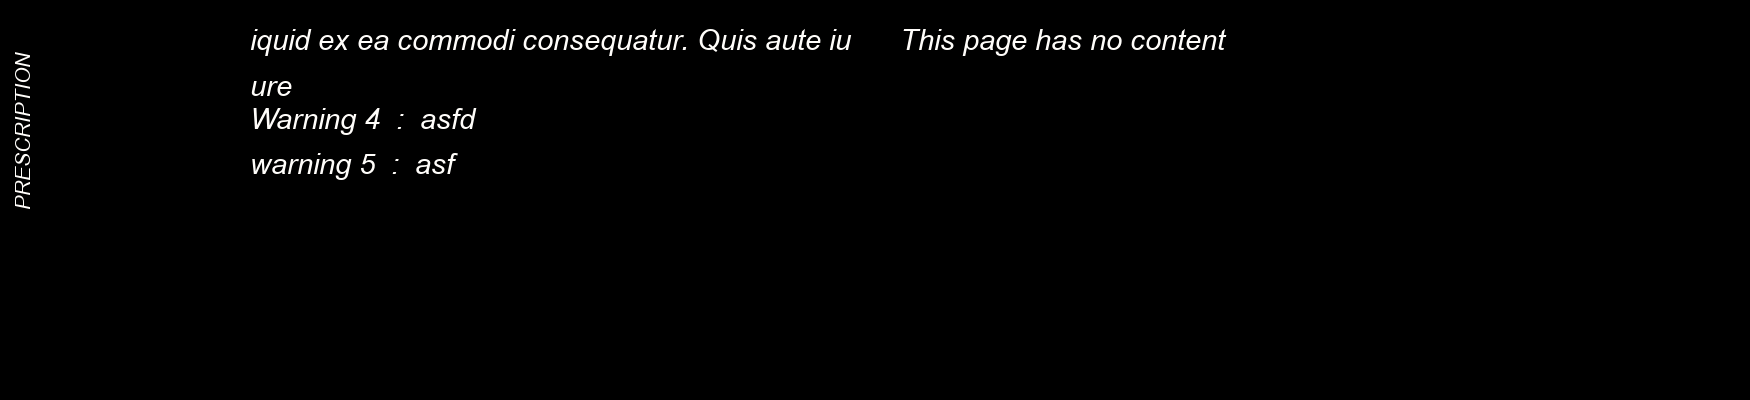 PRESCRIPTION
iquid ex ea commodi consequatur. Quis aute iu
ure
Warning 4 : asfd
warning 5 : asf
This page has no content